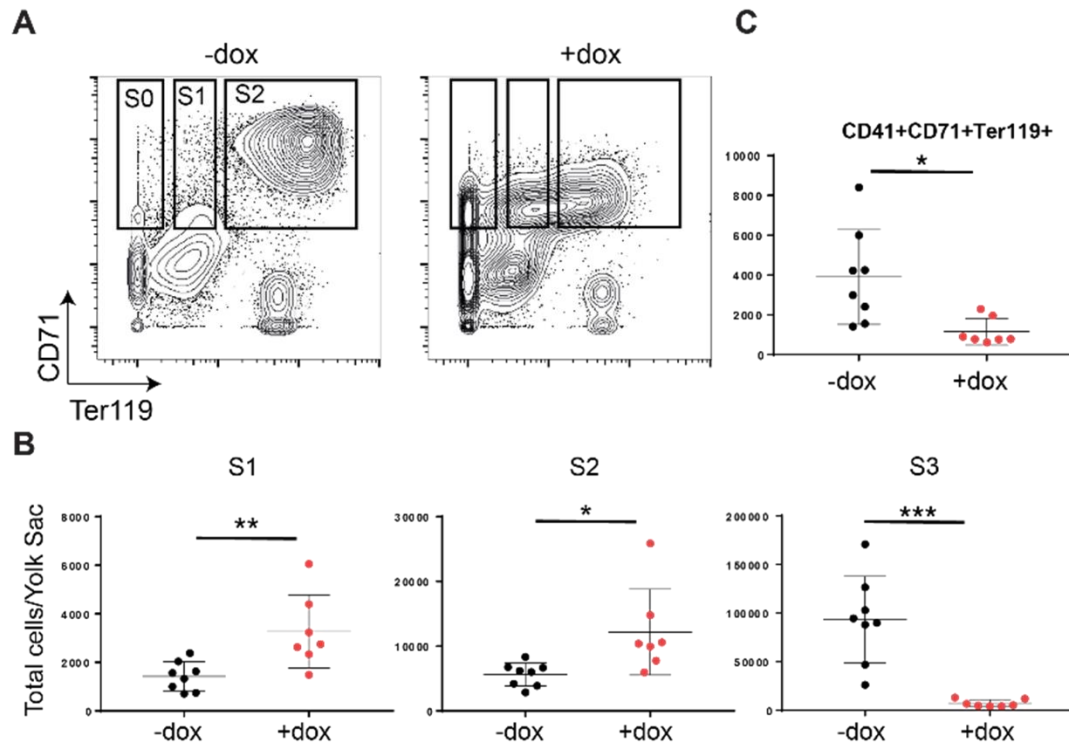 A
C
-dox
+dox
S0
S1
S2
CD71
Ter119
CD41+CD71+Ter119+
*
10000
8000
6000
4000
2000
0
-dox
+dox
B
Total cells/Yolk Sac
S1
**
8000
6000
4000
2000
0
-dox
+dox
S2
*
30000
20000
10000
0
-dox
+dox
S3
***
200000
150000
100000
50000
0
-dox
+dox